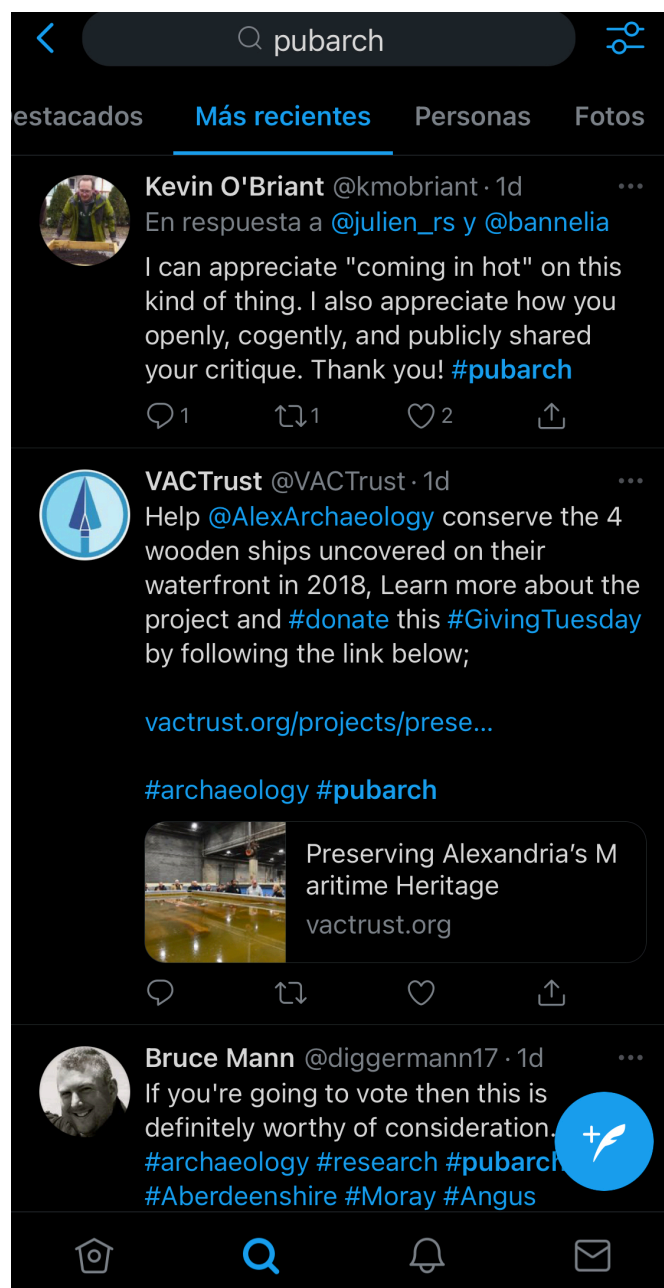 pubarch
estacados Más recientes Personas Fotos
Kevin O'Briant @kmobriant · 1d
En respuesta a @julien_rs y @bannelia
I can appreciate "coming in hot" on this
kind of thing. I also appreciate how you
openly, cogently, and publicly shared
your critique. Thank you! #pubarch
1 1 2
VACTrust @VACTrust · 1d
Help @AlexArchaeology conserve the 4
wooden ships uncovered on their
waterfront in 2018, Learn more about the
project and #donate this #GivingTuesday
by following the link below;
vactrust.org/projects/prese...
#archaeology #pubarch
Preserving Alexandria's M
aritime Heritage
vactrust.org
Bruce Mann @diggermann17 · 1d
If you're going to vote then this is
definitely worthy of consideration.
#archaeology #research #pubarch
#Aberdeenshire #Moray #Angus